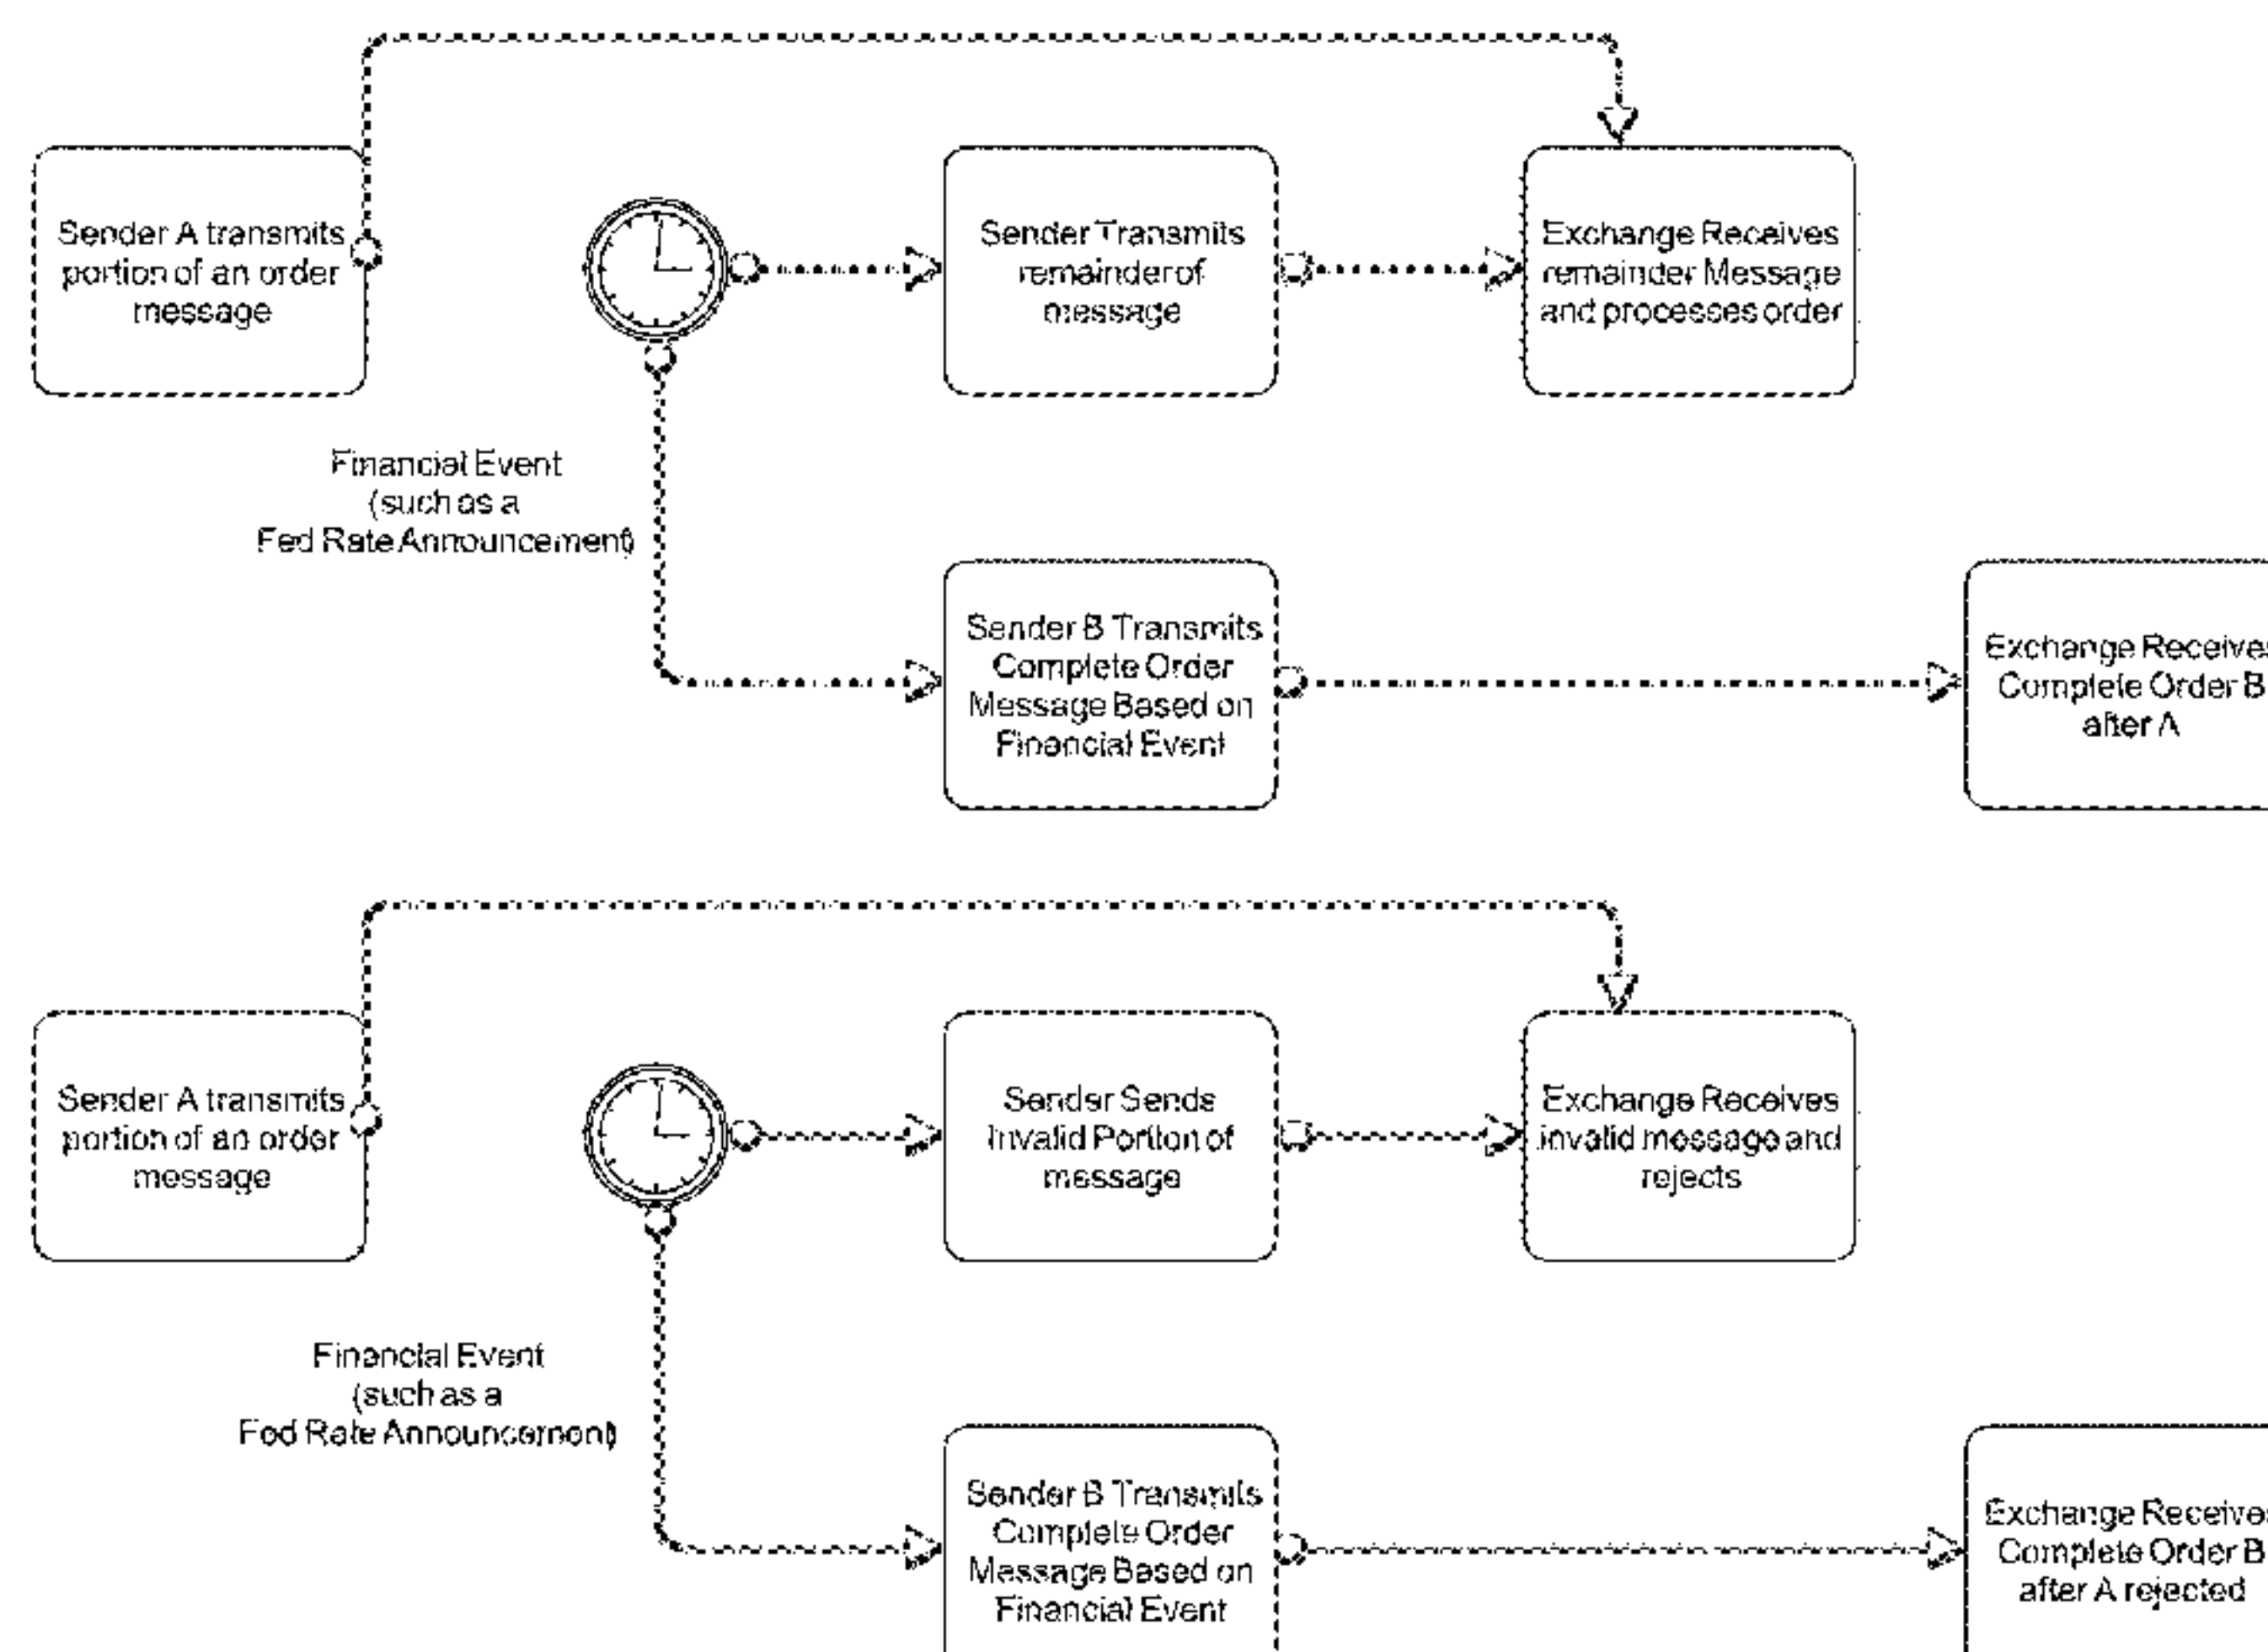 Sender A transmits
portion of an order
message
Sender Transmits
remainder of
message
Exchange Receives
remainder Message
and processes order
Financial Event
(such as a
Fed Rate Announcement)
Sender B Transmits
Complete Order
Message Based on
Financial Event
Exchange Receives
Complete Order B
after A
Sender A transmits
portion of an order
message
Sender Sends
Invalid Portion of
message
Exchange Receives
invalid message and
rejects
Financial Event
(such as a
Fed Rate Announcement)
Sender B Transmits
Complete Order
Message Based on
Financial Event
Exchange Receives
Complete Order B
after A rejected